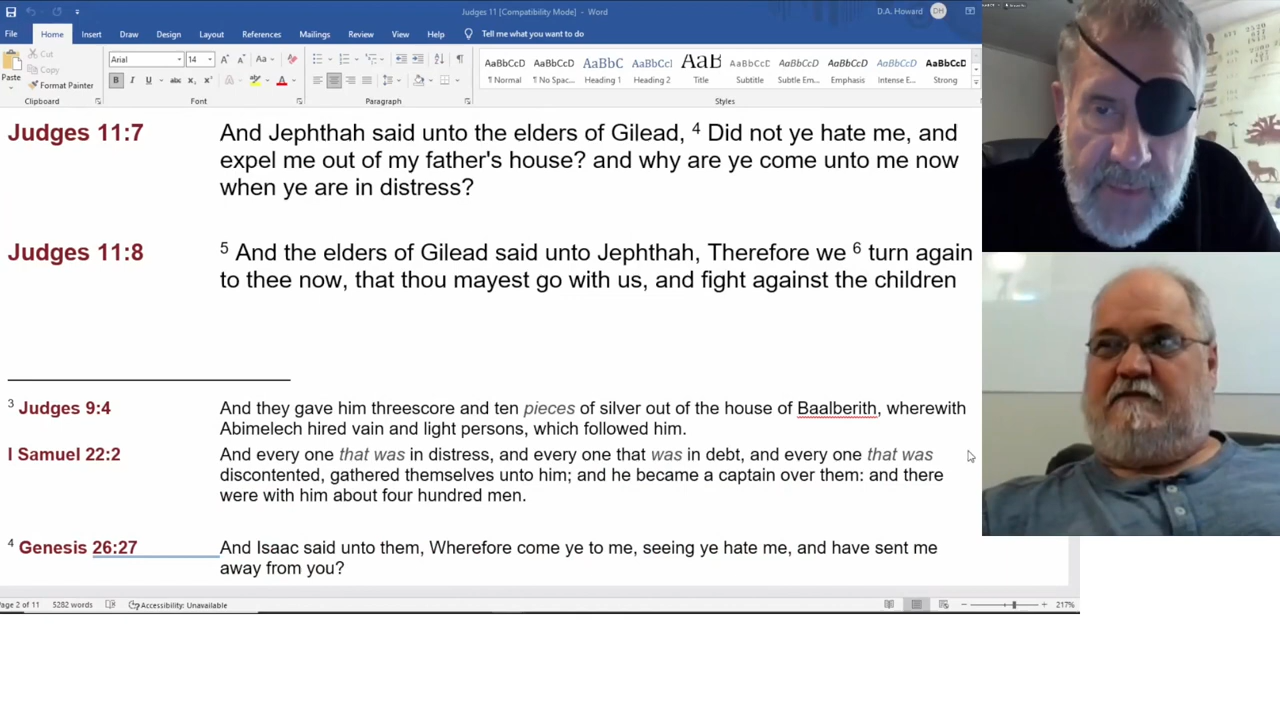 Judges 11 [Compatibility Mode] - Word
D.A. Howard DH
File Home Insert Draw Design Layout References Mailings Review View Help Tell me what you want to do
Cut
Copy
Format Painter
Paste
Clipboard
Arial 14
Font
Paragraph
AaBbCcD AaBbCcD AaBbC AaBbCcI AaB AaBbCcD AaBbCcD AaBbCcD AaBbCcD AaBbCcD
¶ Normal ¶ No Spac... Heading 1 Heading 2 Title Subtitle Subtle Em... Emphasis Intense E... Strong
Styles
Judges 11:7 And Jephthah said unto the elders of Gilead, 4 Did not ye hate me, and
expel me out of my father's house? and why are ye come unto me now
when ye are in distress?
Judges 11:8 5 And the elders of Gilead said unto Jephthah, Therefore we 6 turn again
to thee now, that thou mayest go with us, and fight against the children
3 Judges 9:4 And they gave him threescore and ten pieces of silver out of the house of Baalberith, wherewith
Abimelech hired vain and light persons, which followed him.
I Samuel 22:2 And every one that was in distress, and every one that was in debt, and every one that was
discontented, gathered themselves unto him; and he became a captain over them: and there
were with him about four hundred men.
4 Genesis 26:27 And Isaac said unto them, Wherefore come ye to me, seeing ye hate me, and have sent me
away from you?
Page 2 of 11 5282 words Accessibility: Unavailable 217%